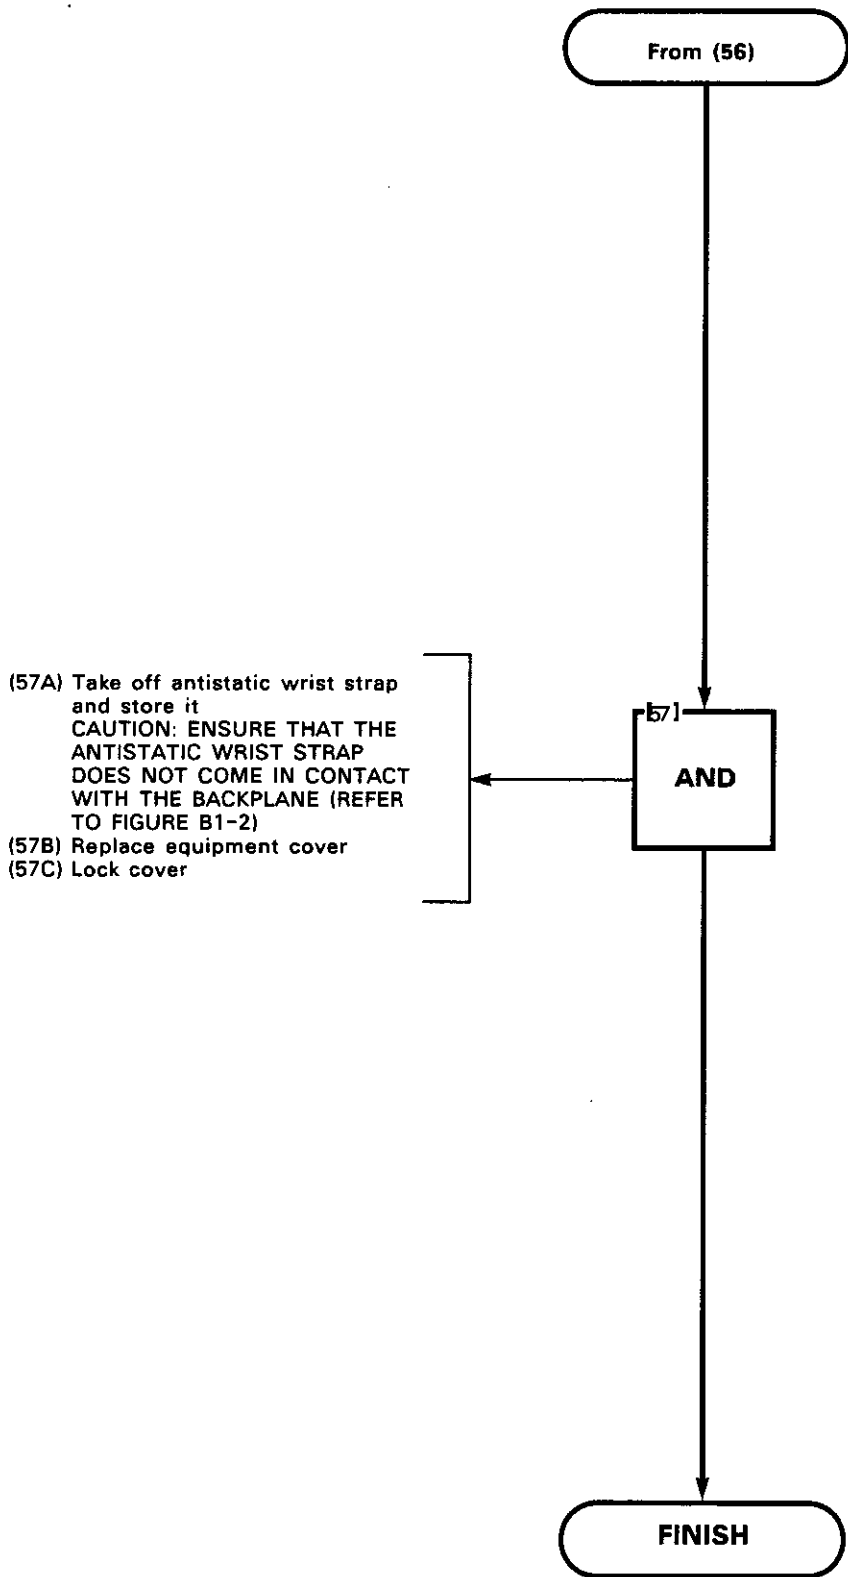 From (56)
(57A) Take off antistatic wrist strap
and store it
CAUTION: ENSURE THAT THE
ANTISTATIC WRIST STRAP
DOES NOT COME IN CONTACT
WITH THE BACKPLANE (REFER
TO FIGURE B1-2)
(57B) Replace equipment cover
(57C) Lock cover
[57]
AND
FINISH